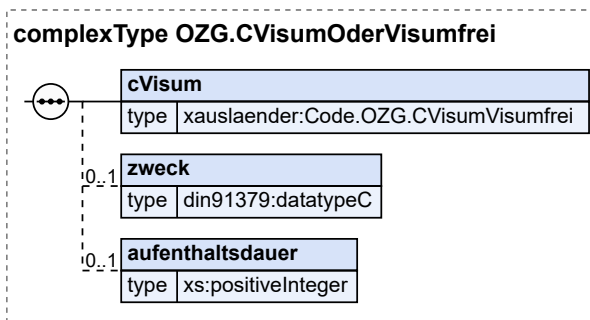 complexType OZG.CVisumOderVisumfrei
cVisum
type xauslaender:Code.OZG.CVisumVisumfrei
0..1 zweck
type din91379:datatypeC
0..1 aufenthaltsdauer
type xs:positiveInteger